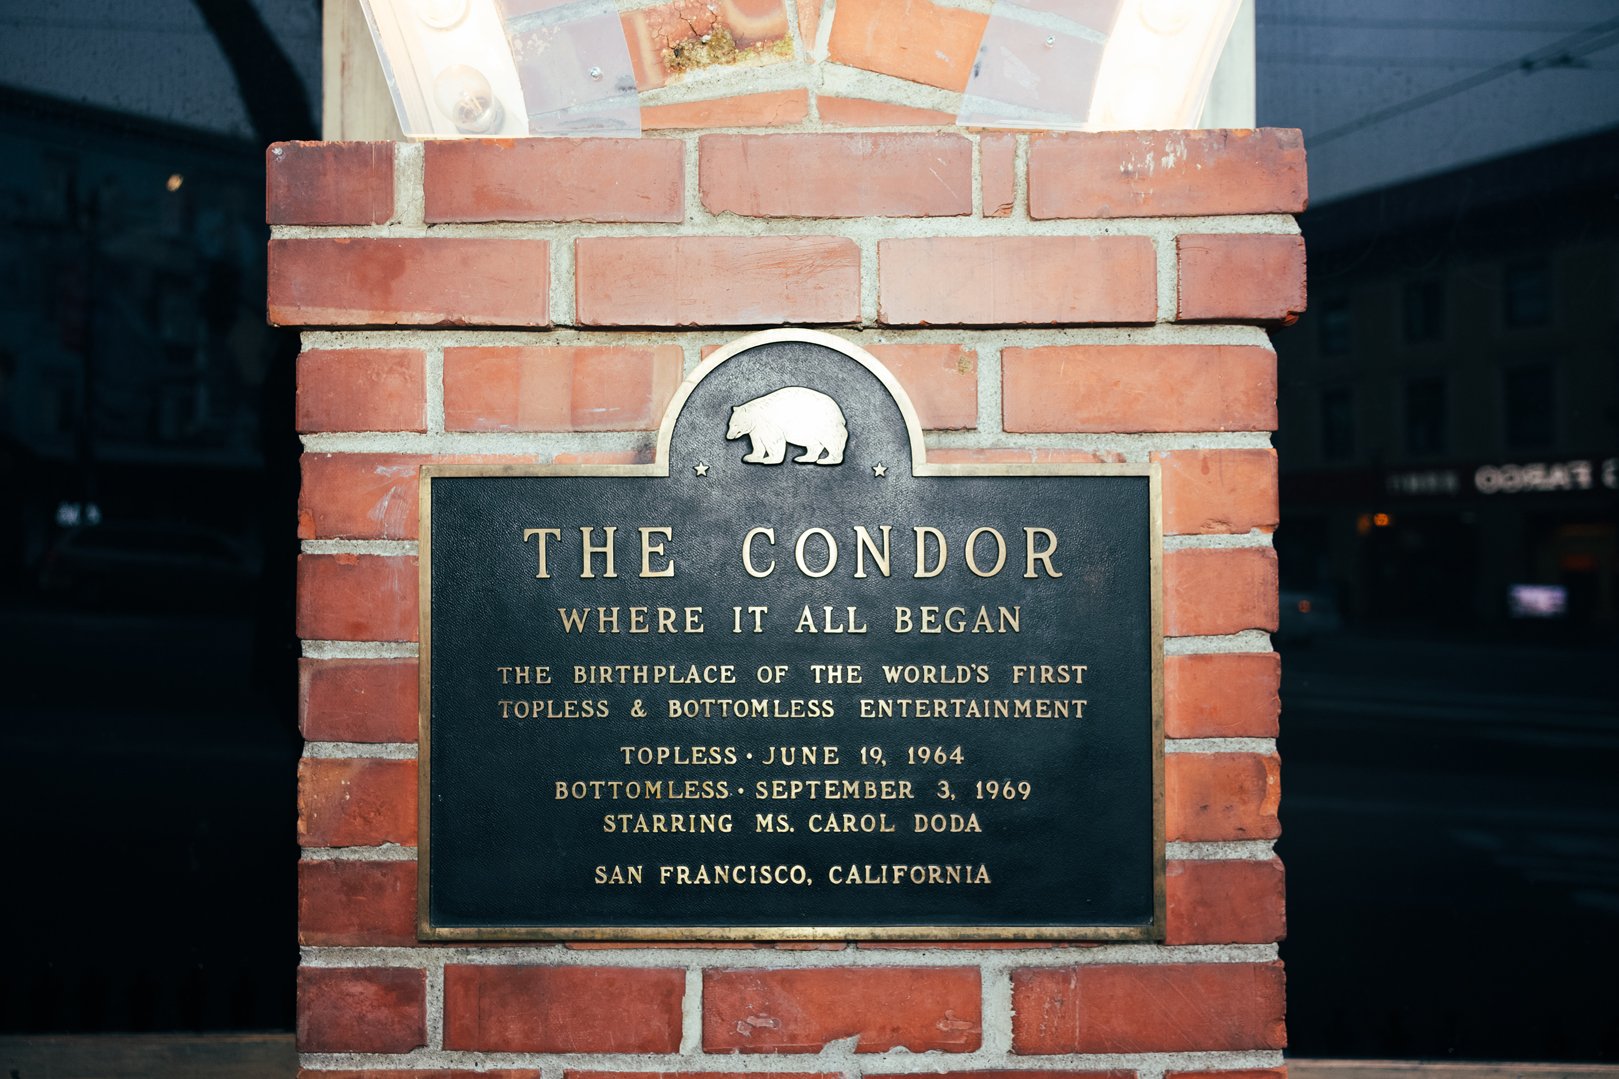 THE CONDOR
WHERE IT ALL BEGAN
THE BIRTHPLACE OF THE WORLD'S FIRST
TOPLESS & BOTTOMLESS ENTERTAINMENT
TOPLESS · JUNE 19, 1964
BOTTOMLESS · SEPTEMBER 3, 1969
STARRING MS. CAROL DODA
SAN FRANCISCO, CALIFORNIA